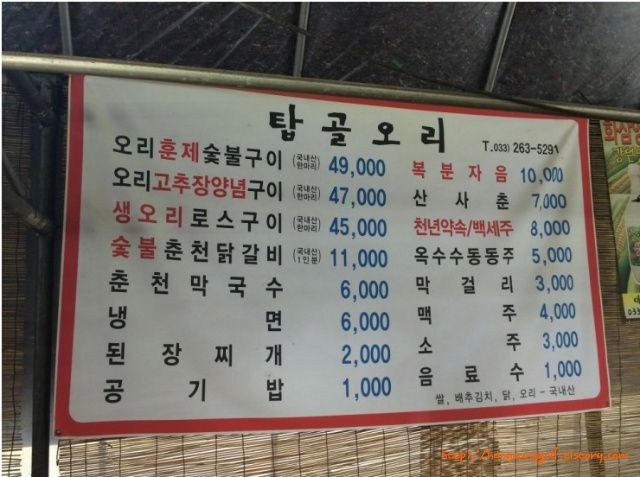 탑골오리
T.033) 263-5291
오리훈제숯불구이 (국내산 한마리) 49,000
오리고추장양념구이 (국내산 한마리) 47,000
생오리로스구이 (국내산 한마리) 45,000
숯불춘천닭갈비 (국내산 1인분) 11,000
춘천막국수 6,000
냉면 6,000
된장찌개 2,000
공기밥 1,000
복분자음 10,000
산사춘 7,000
천년약속/백세주 8,000
옥수수동동주 5,000
막걸리 3,000
맥주 4,000
소주 3,000
음료수 1,000
쌀, 배추김치, 닭, 오리 - 국내산
033